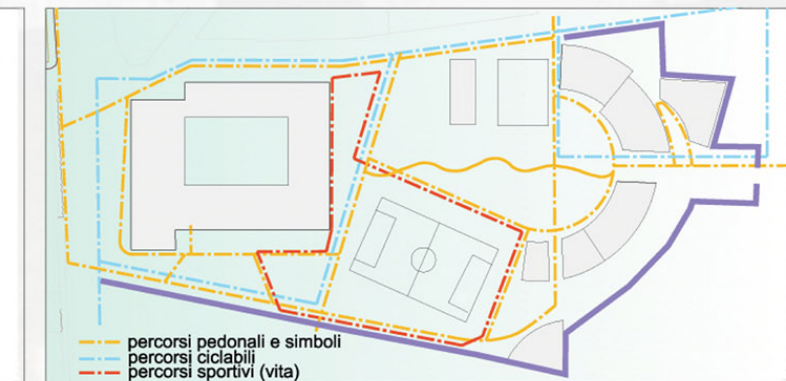 percorsi pedonali e simboli
percorsi ciclabili
percorsi sportivi (vita)